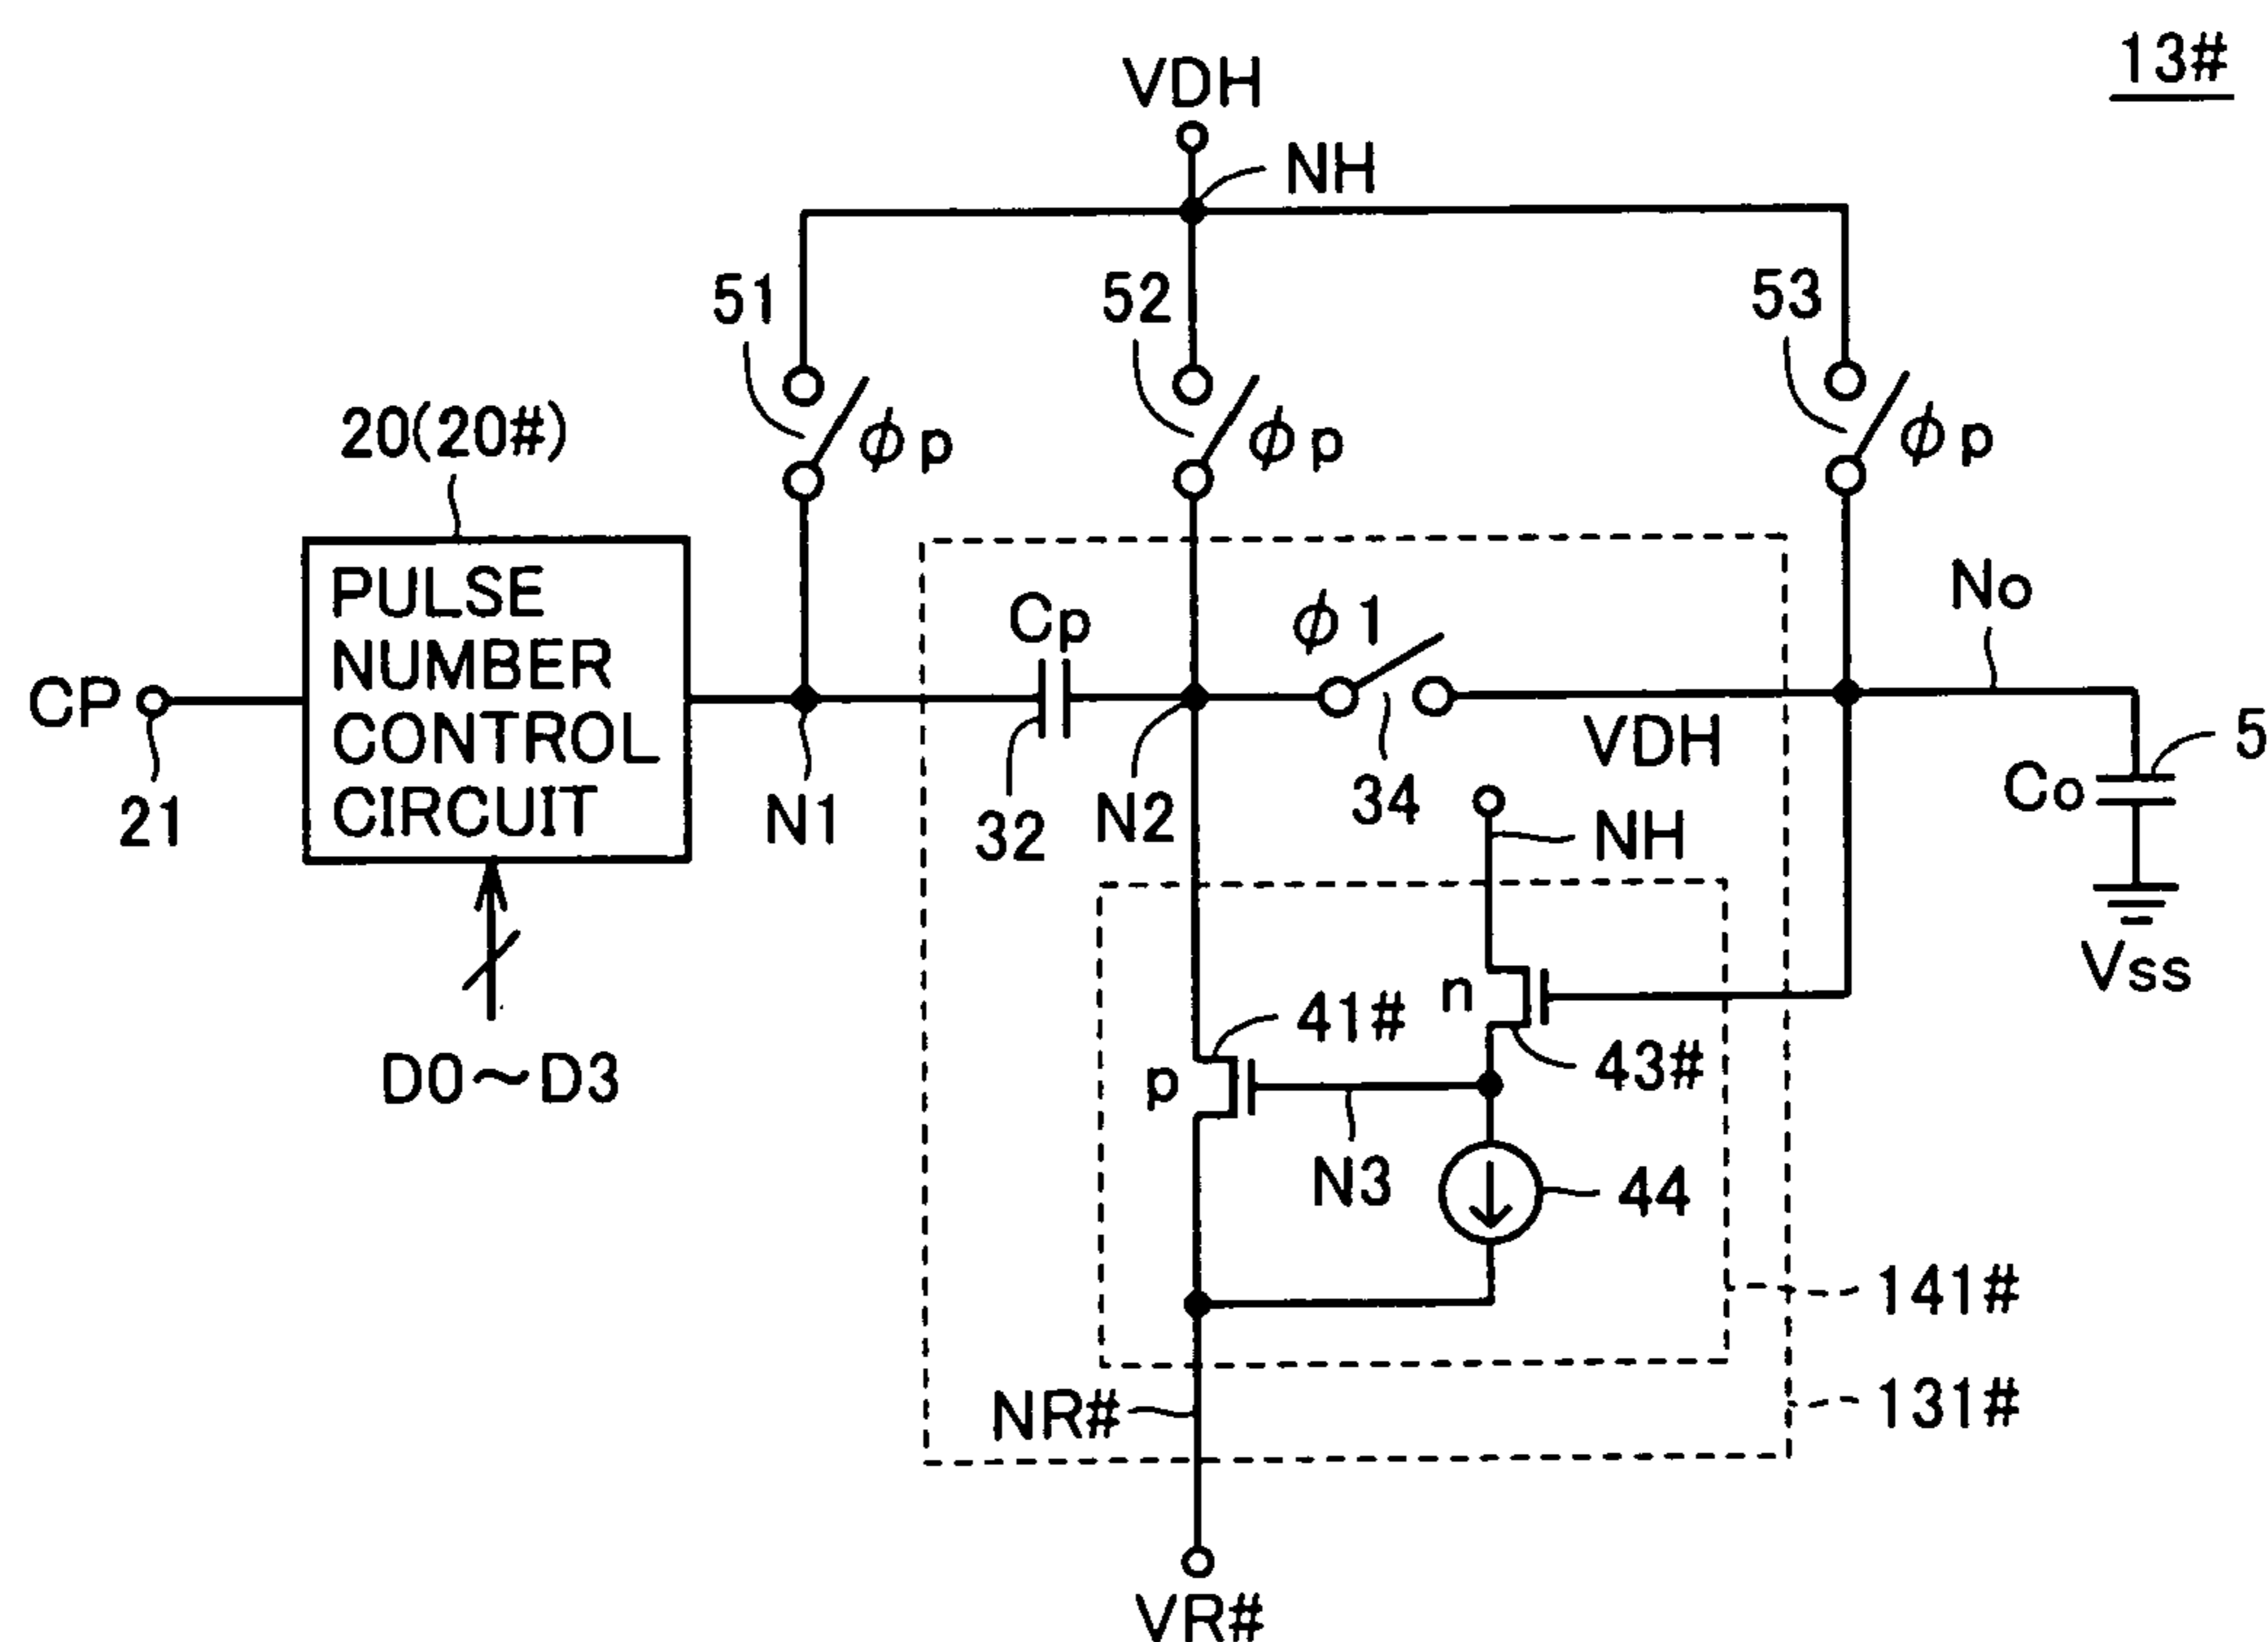 13#
VDH
NH
51
52
53
ϕp
ϕp
ϕp
20(20#)
PULSE
NUMBER
CONTROL
CIRCUIT
CP
21
N1
Cp
32
N2
ϕ1
34
VDH
NH
No
5
Co
Vss
D0~D3
n
41#
43#
p
N3
44
141#
131#
NR#
VR#